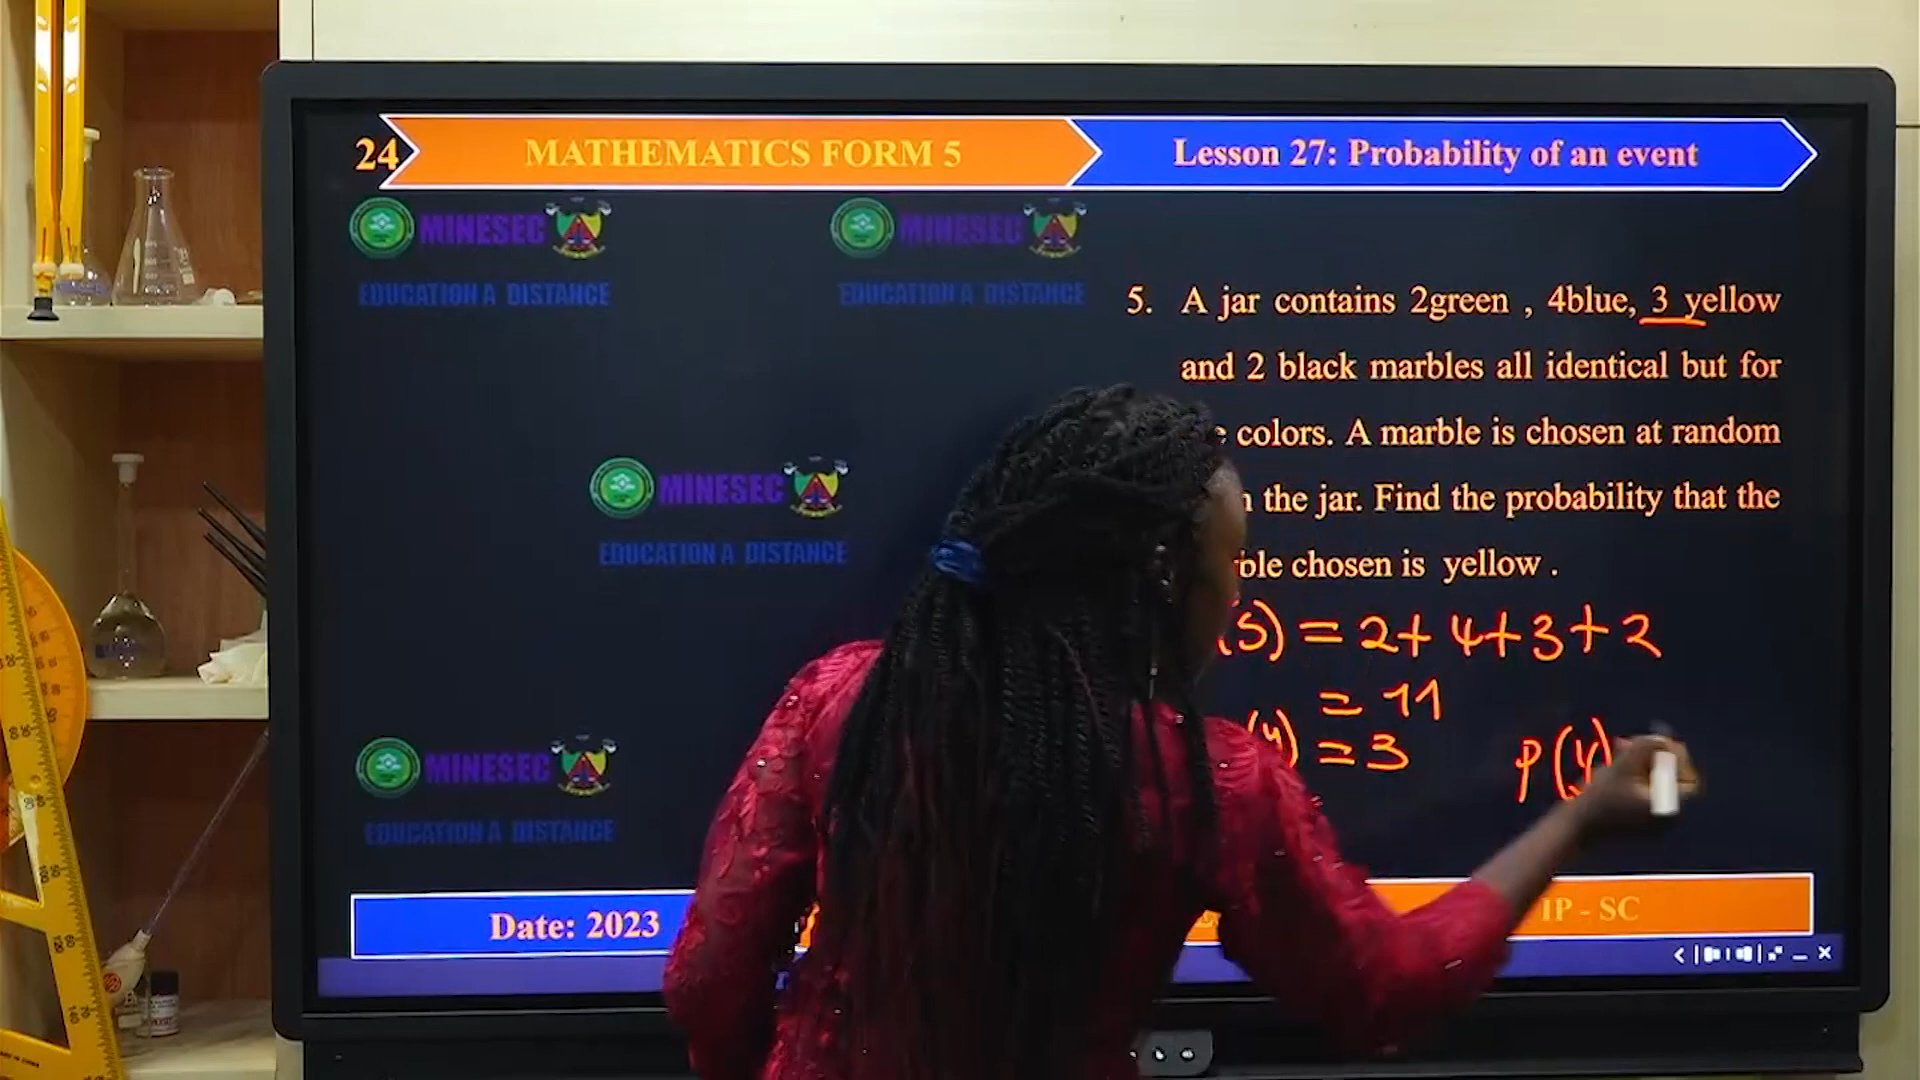 24 MATHEMATICS FORM 5 Lesson 27: Probability of an event
MINESEC MINESEC
EDUCATION A DISTANCE EDUCATION A DISTANCE
5. A jar contains 2green , 4blue, 3 yellow
and 2 black marbles all identical but for
colors. A marble is chosen at random
the jar. Find the probability that the
chosen is yellow .
MINESEC
EDUCATION A DISTANCE
(S) = 2+ 4+3+2
= 11
(y) = 3 P(y)
MINESEC
EDUCATION A DISTANCE
Date: 2023 IP - SC